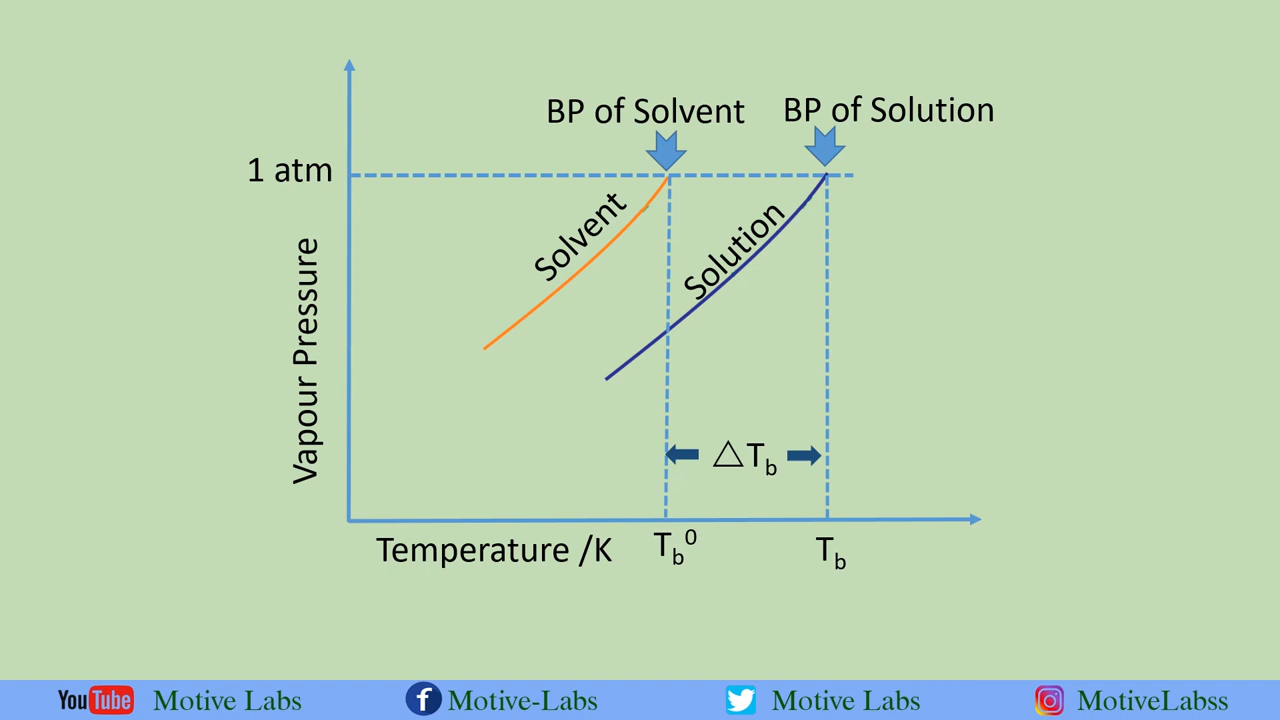 BP of Solvent
BP of Solution
1 atm
Solvent
Solution
Vapour Pressure
△Tb
Temperature /K
Tb⁰
Tb
YouTube Motive Labs
f Motive-Labs
Motive Labs
MotiveLabss